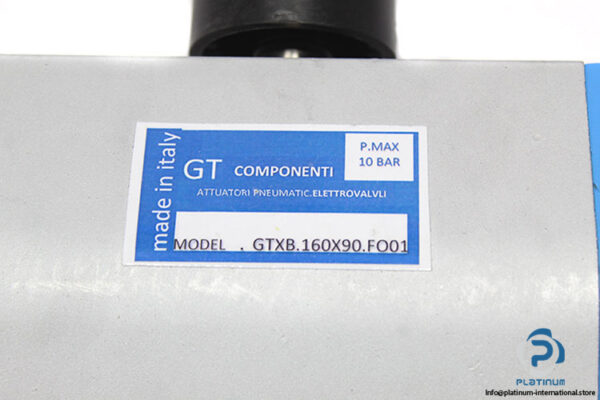 made in italy
GT COMPONENTI
P.MAX
10 BAR
ATTUATORI PNEUMATIC.ELETTROVALVLI
MODEL . GTXB.160X90.FO01
PLATINUM
Info@platinum-international.store